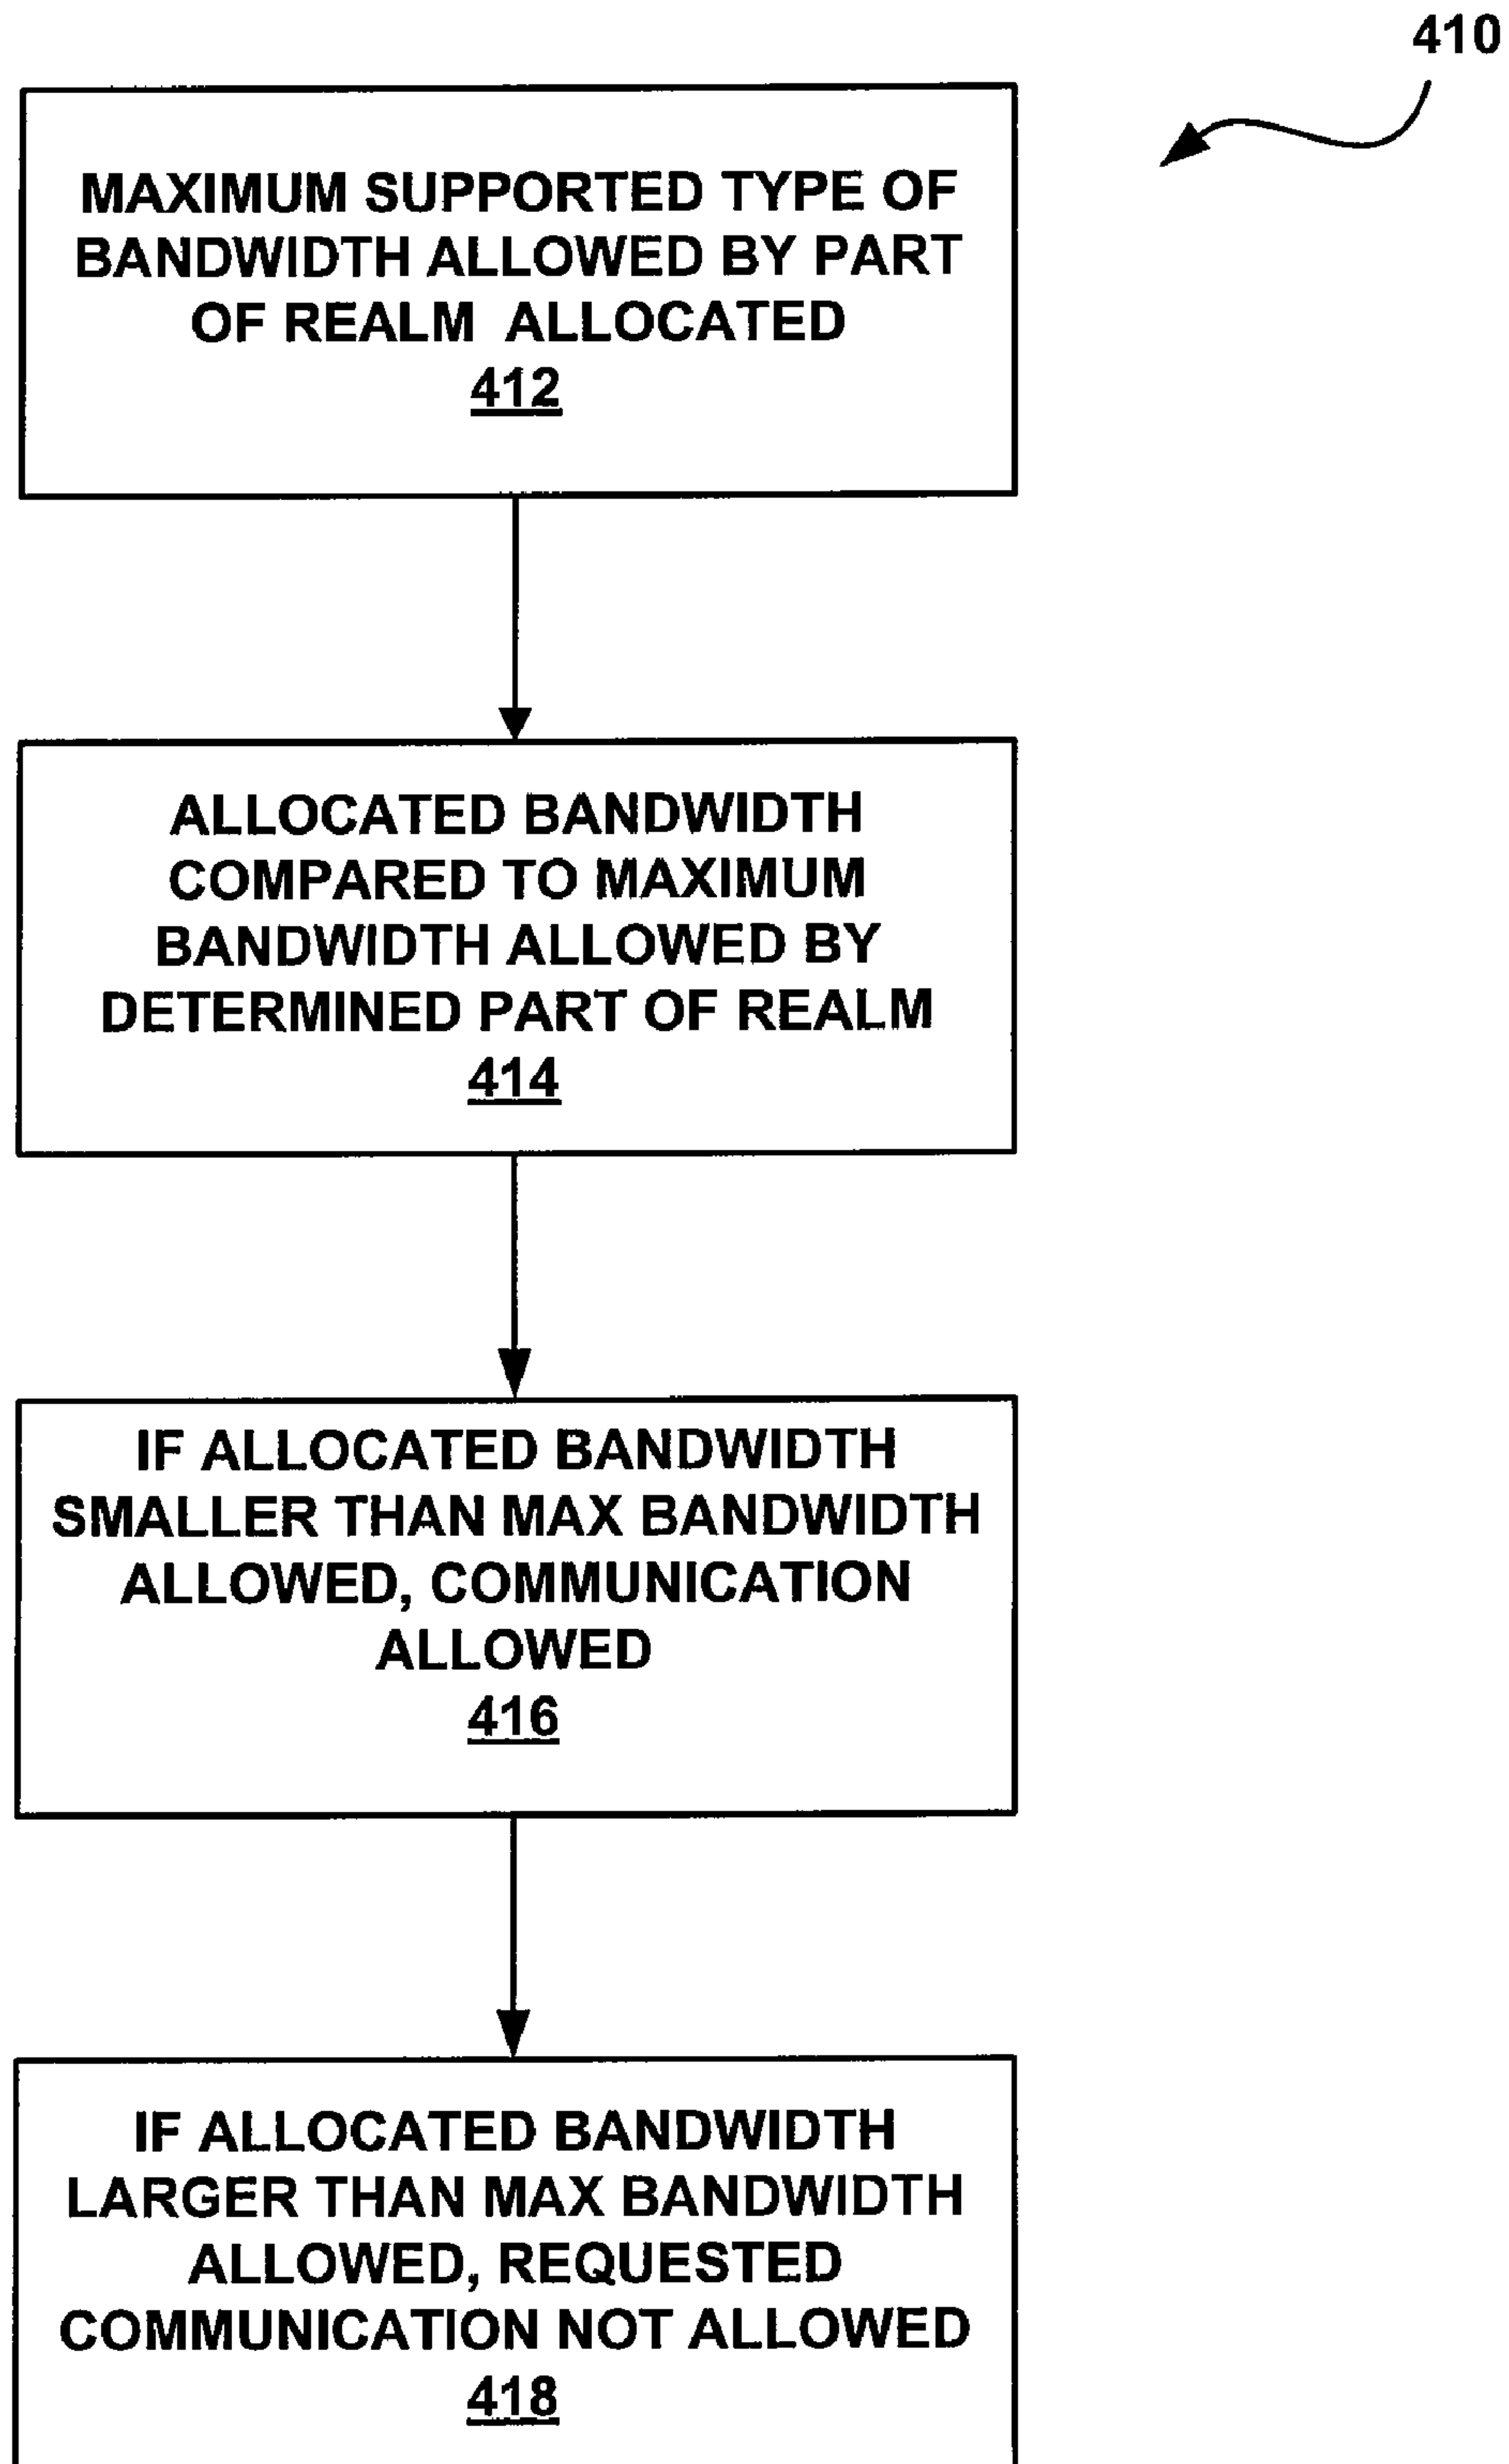 410
MAXIMUM SUPPORTED TYPE OF
BANDWIDTH ALLOWED BY PART
OF REALM ALLOCATED
412
ALLOCATED BANDWIDTH
COMPARED TO MAXIMUM
BANDWIDTH ALLOWED BY
DETERMINED PART OF REALM
414
IF ALLOCATED BANDWIDTH
SMALLER THAN MAX BANDWIDTH
ALLOWED, COMMUNICATION
ALLOWED
416
IF ALLOCATED BANDWIDTH
LARGER THAN MAX BANDWIDTH
ALLOWED, REQUESTED
COMMUNICATION NOT ALLOWED
418